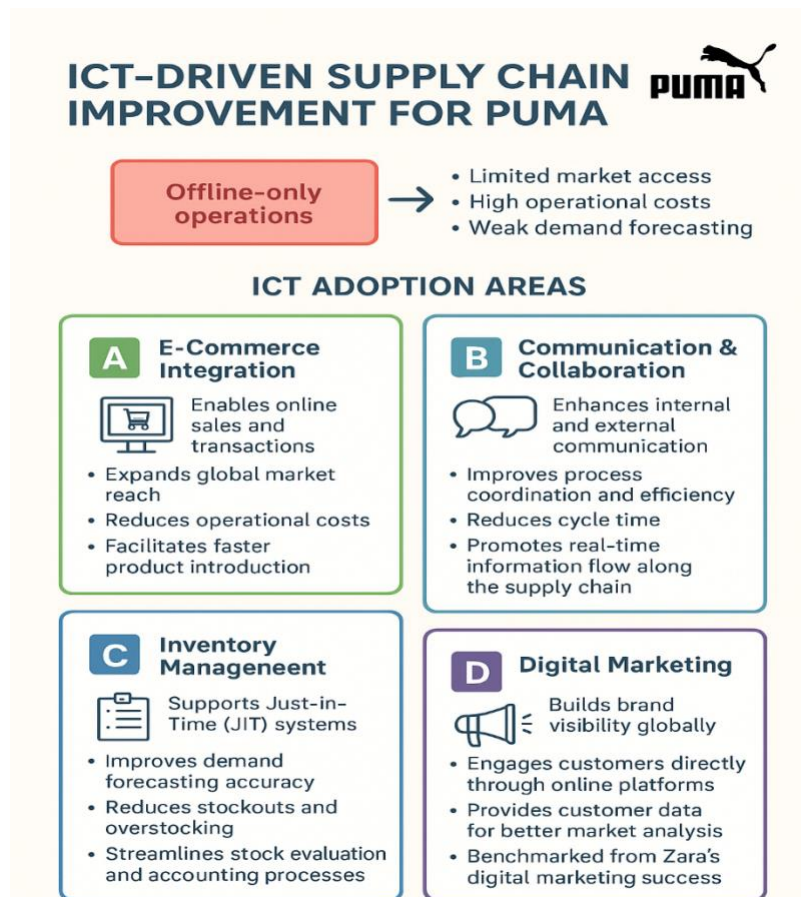 ICT–DRIVEN SUPPLY CHAIN
IMPROVEMENT FOR PUMA
PUMA
Offline-only
operations
• Limited market access
• High operational costs
• Weak demand forecasting
ICT ADOPTION AREAS
A
E-Commerce
Integration
Enables online
sales and
transactions
• Expands global market
reach
• Reduces operational costs
• Facilitates faster
product introduction
B
Communication &
Collaboration
Enhances internal
and external
communication
• Improves process
coordination and efficiency
• Reduces cycle time
• Promotes real-time
information flow along
the supply chain
C
Inventory
Manageneent
Supports Just-in-
Time (JIT) systems
• Improves demand
forecasting accuracy
• Reduces stockouts and
overstocking
• Streamlines stock evaluation
and accounting processes
D
Digital Marketing
Builds brand
visibility globally
• Engages customers directly
through online platforms
• Provides customer data
for better market analysis
• Benchmarked from Zara's
digital marketing success